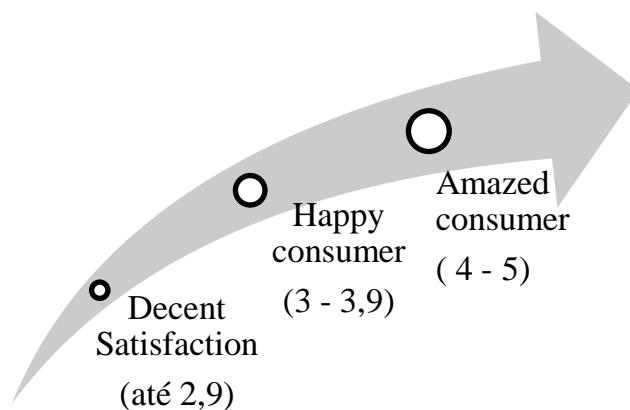 Decent
Satisfaction
(até 2,9)
Happy
consumer
(3 - 3,9)
Amazed
consumer
( 4 - 5)